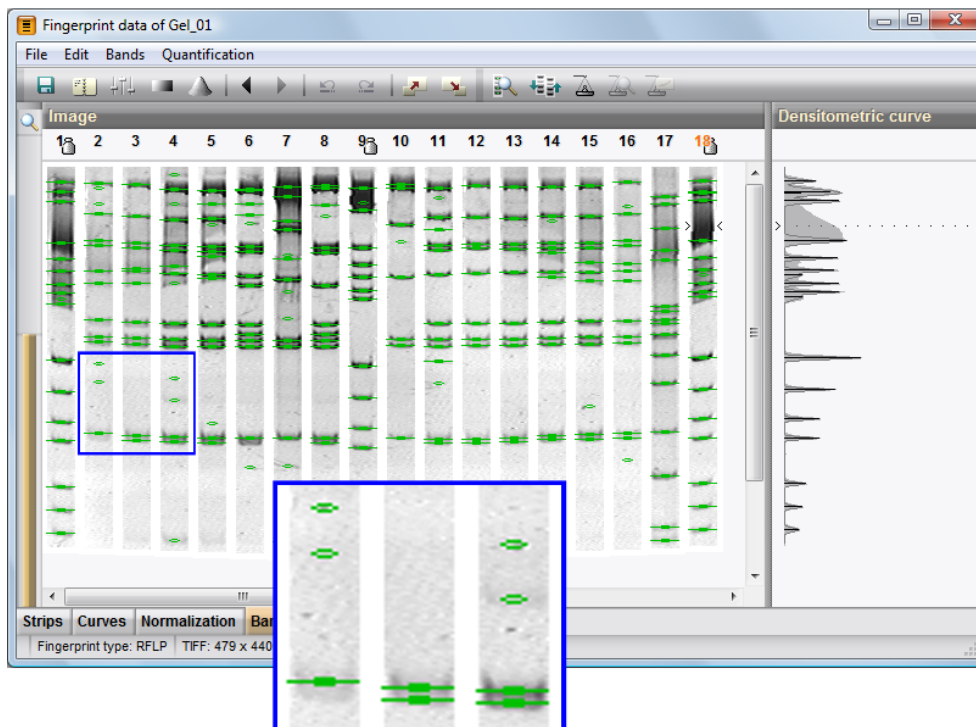 Fingerprint data of Gel_01
File Edit Bands Quantification
Image
Densitometric curve
1 2 3 4 5 6 7 8 9 10 11 12 13 14 15 16 17 18
Strips Curves Normalization
Fingerprint type: RFLP TIFF: 479 x 440